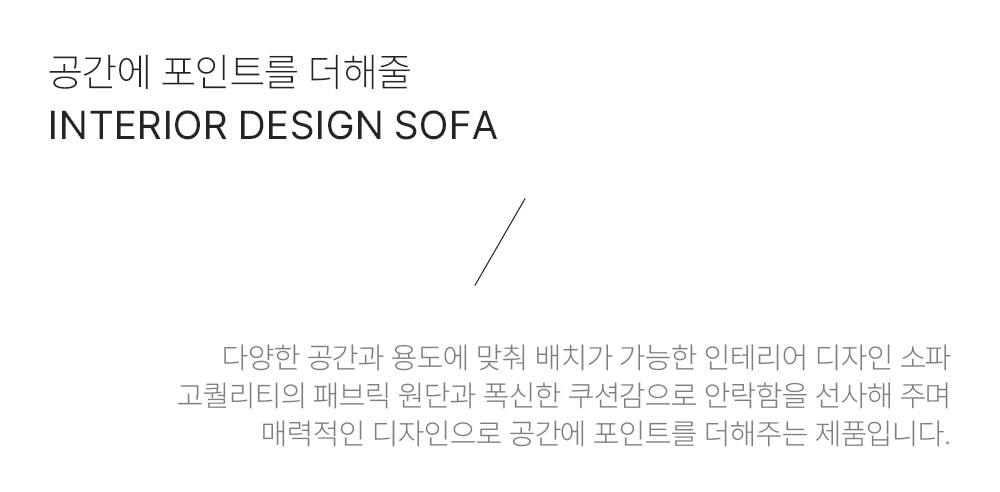 공간에 포인트를 더해줄
INTERIOR DESIGN SOFA
다양한 공간과 용도에 맞춰 배치가 가능한 인테리어 디자인 소파
고퀄리티의 패브릭 원단과 폭신한 쿠션감으로 안락함을 선사해 주며
매력적인 디자인으로 공간에 포인트를 더해주는 제품입니다.